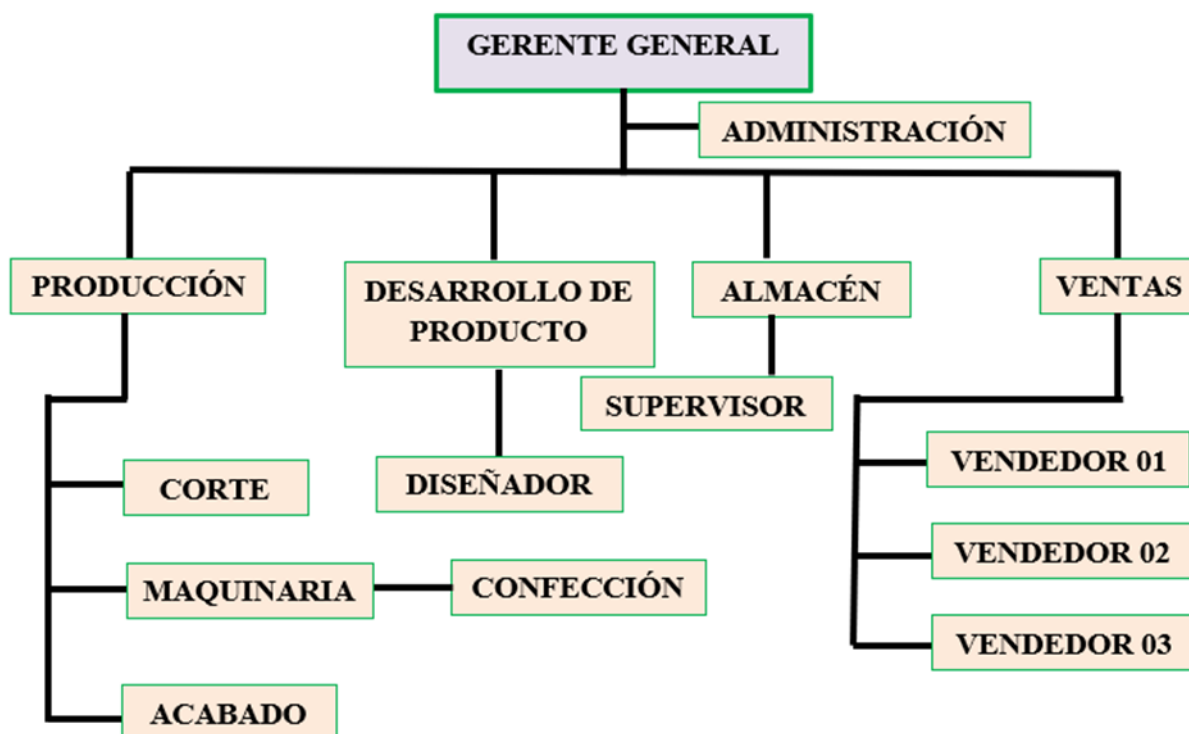 GERENTE GENERAL
ADMINISTRACIÓN
PRODUCCIÓN
DESARROLLO DE
PRODUCTO
ALMACÉN
VENTAS
SUPERVISOR
CORTE
DISEÑADOR
VENDEDOR 01
MAQUINARIA
CONFECCIÓN
VENDEDOR 02
VENDEDOR 03
ACABADO